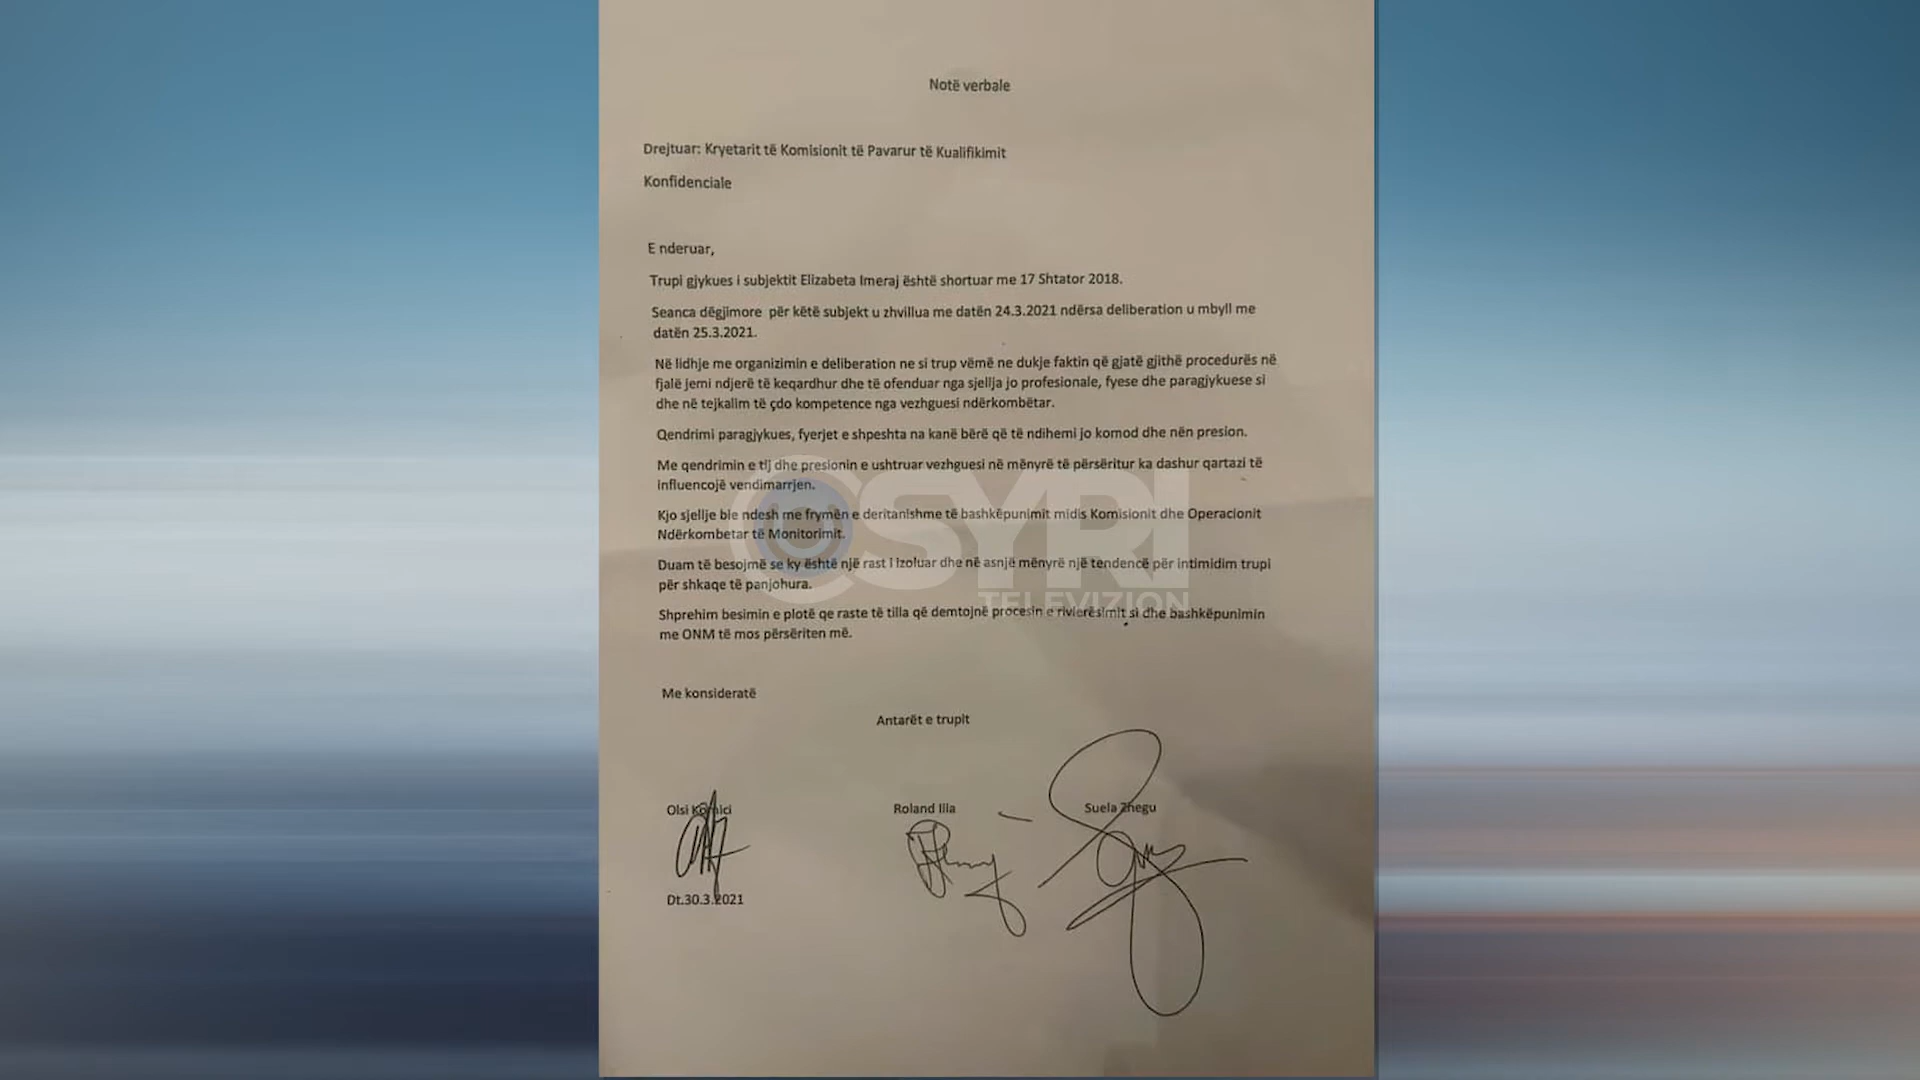 Notë verbale
Drejtuar: Kryetarit të Komisionit të Pavarur të Kualifikimit
Konfidenciale
E nderuar,
Trupi gjykues i subjektit Elizabeta Imeraj është shortuar me 17 Shtator 2018.
Seanca dëgjimore për këtë subjekt u zhvillua me datën 24.3.2021 ndërsa deliberation u mbyll me
datën 25.3.2021.
Në lidhje me organizimin e deliberation ne si trup vëmë ne dukje faktin që gjatë gjithë procedurës në
fjalë jemi ndjerë të keqardhur dhe të ofenduar nga sjellja jo profesionale, fyese dhe paragjykuese si
dhe në tejkalim të çdo kompetence nga vezhguesi ndërkombëtar.
Qendrimi paragjykues, fyerjet e shpeshta na kanë bërë që të ndihemi jo komod dhe nën presion.
Me qendrimin e tij dhe presionin e ushtruar vezhguesi në mënyrë të përsëritur ka dashur qartazi të
influencojë vendimarrjen.
Kjo sjellje bie ndesh me frymën e deritanishme të bashkëpunimit midis Komisionit dhe Operacionit
Ndërkombetar të Monitorimit.
Duam të besojmë se ky është një rast i izoluar dhe në asnjë mënyrë një tendencë për intimidim trupi
për shkaqe të panjohura.
Shprehim besimin e plotë qe raste të tilla që demtojnë procesin e rivlerësimit si dhe bashkëpunimin
me ONM të mos përsëriten më.
SYRI
TELEVIZION
Me konsideratë
Antarët e trupit
Olsi Komici
Roland Ilia
Suela Zhegu
Dt.30.3.2021